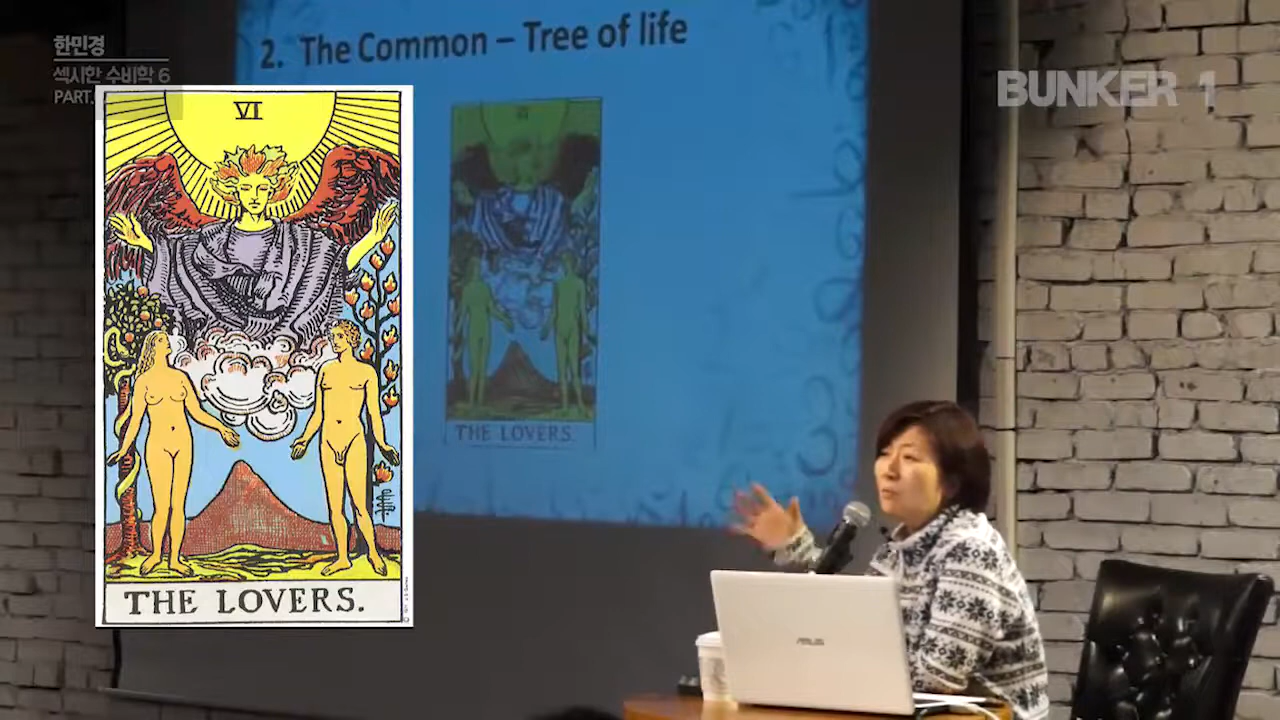 한민경
섹시한 수비학 6
PART.
BUNKER 1
2. The Common – Tree of life
VI
THE LOVERS.
THE LOVERS.
ASUS